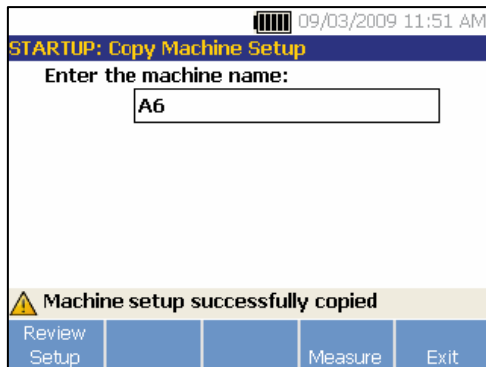 09/03/2009 11:51 AM
STARTUP: Copy Machine Setup
Enter the machine name:
A6
Machine setup successfully copied
Review
Setup
Measure
Exit